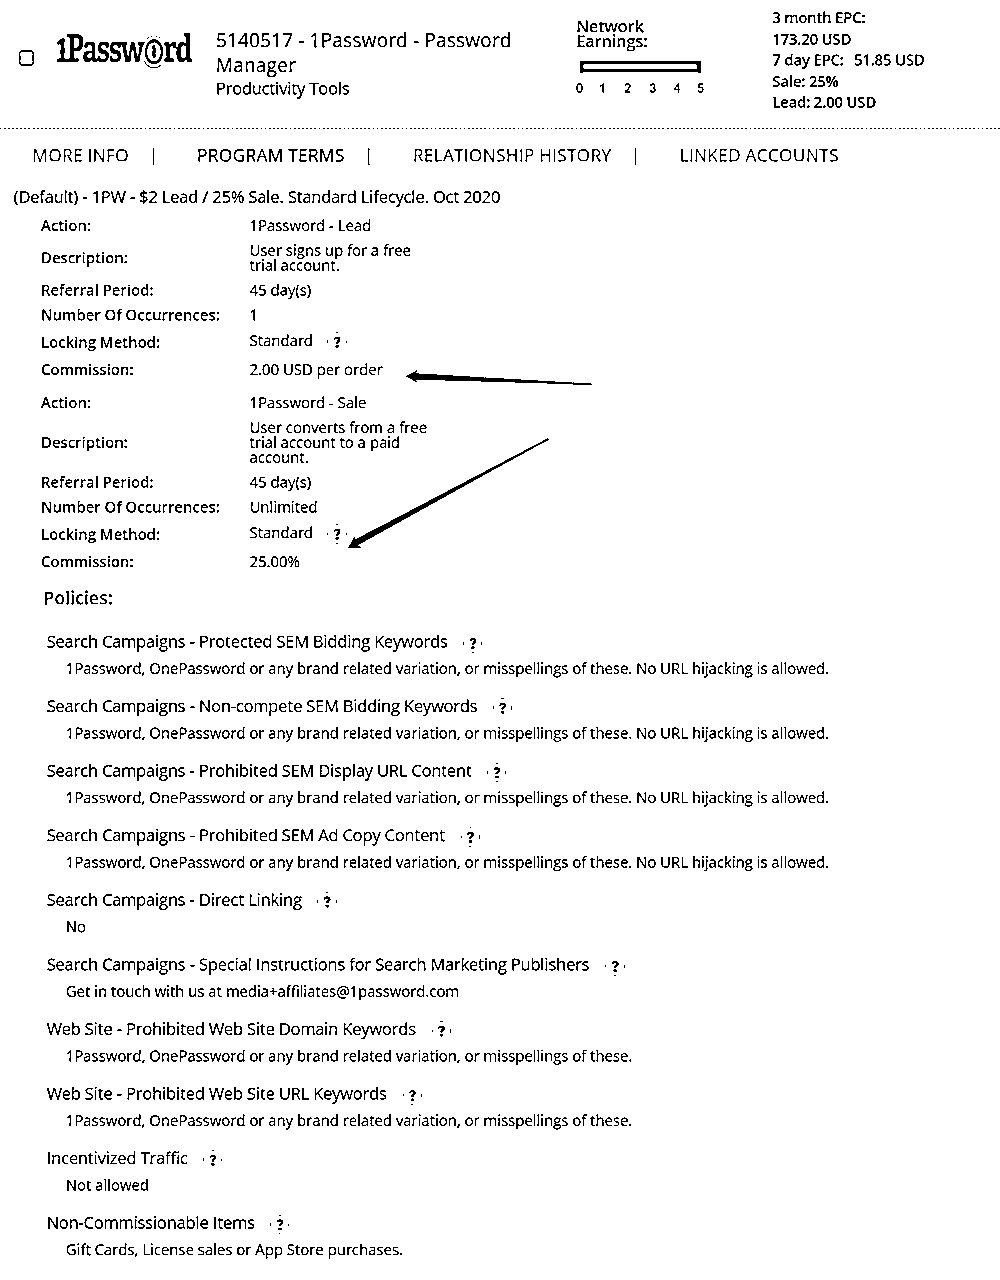 1Password
5140517 - 1Password - Password
Manager
Productivity Tools
Network
Earnings:
0 1 2 3 4 5
3 month EPC:
173.20 USD
7 day EPC: 51.85 USD
Sale: 25%
Lead: 2.00 USD
MORE INFO | PROGRAM TERMS | RELATIONSHIP HISTORY | LINKED ACCOUNTS
(Default) - 1PW - $2 Lead / 25% Sale. Standard Lifecycle. Oct 2020
Action: 1Password - Lead
Description: User signs up for a free
trial account.
Referral Period: 45 day(s)
Number Of Occurrences: 1
Locking Method: Standard ?
Commission: 2.00 USD per order
Action: 1Password - Sale
Description: User converts from a free
trial account to a paid
account.
Referral Period: 45 day(s)
Number Of Occurrences: Unlimited
Locking Method: Standard ?
Commission: 25.00%
Policies:
Search Campaigns - Protected SEM Bidding Keywords ?
1Password, OnePassword or any brand related variation, or misspellings of these. No URL hijacking is allowed.
Search Campaigns - Non-compete SEM Bidding Keywords ?
1Password, OnePassword or any brand related variation, or misspellings of these. No URL hijacking is allowed.
Search Campaigns - Prohibited SEM Display URL Content ?
1Password, OnePassword or any brand related variation, or misspellings of these. No URL hijacking is allowed.
Search Campaigns - Prohibited SEM Ad Copy Content ?
1Password, OnePassword or any brand related variation, or misspellings of these. No URL hijacking is allowed.
Search Campaigns - Direct Linking ?
No
Search Campaigns - Special Instructions for Search Marketing Publishers ?
Get in touch with us at media+affiliates@1password.com
Web Site - Prohibited Web Site Domain Keywords ?
1Password, OnePassword or any brand related variation, or misspellings of these.
Web Site - Prohibited Web Site URL Keywords ?
1Password, OnePassword or any brand related variation, or misspellings of these.
Incentivized Traffic ?
Not allowed
Non-Commissionable Items ?
Gift Cards, License sales or App Store purchases.